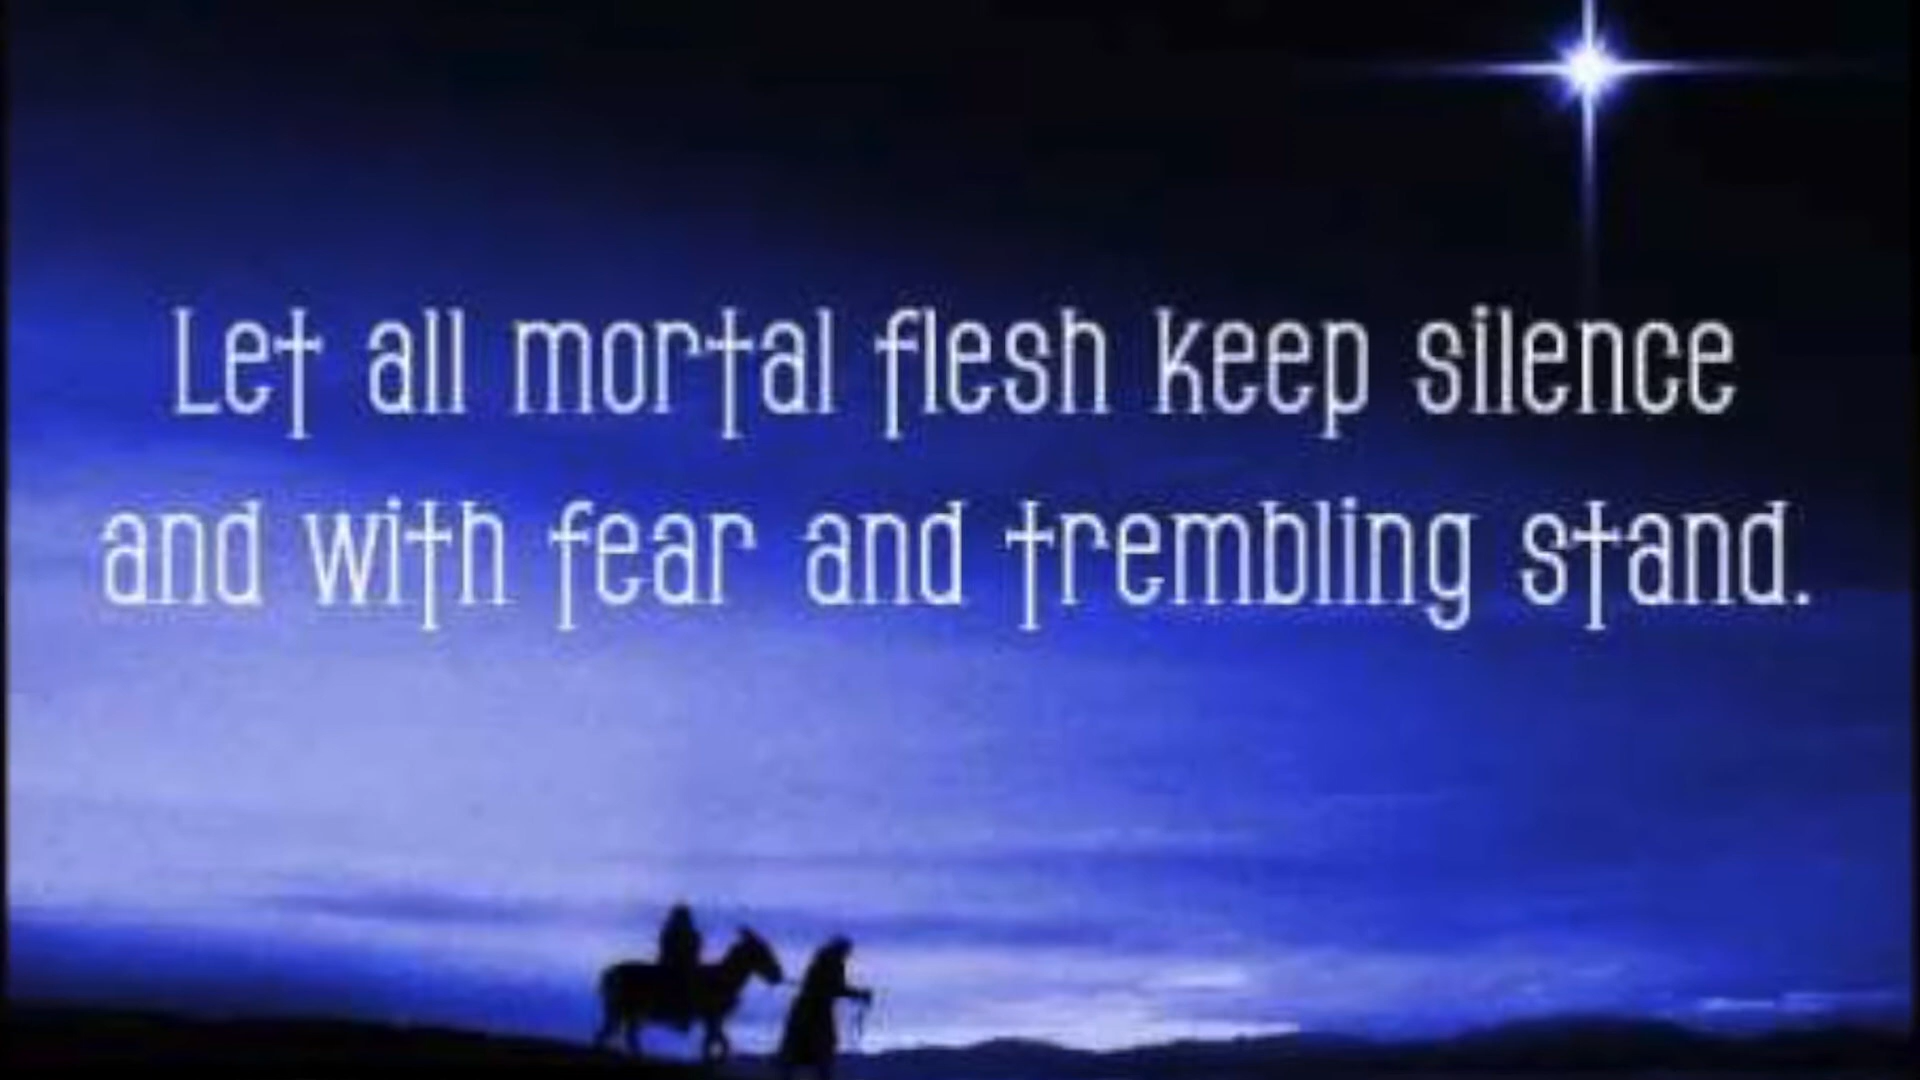 Let all mortal flesh keep silence
and with fear and trembling stand.